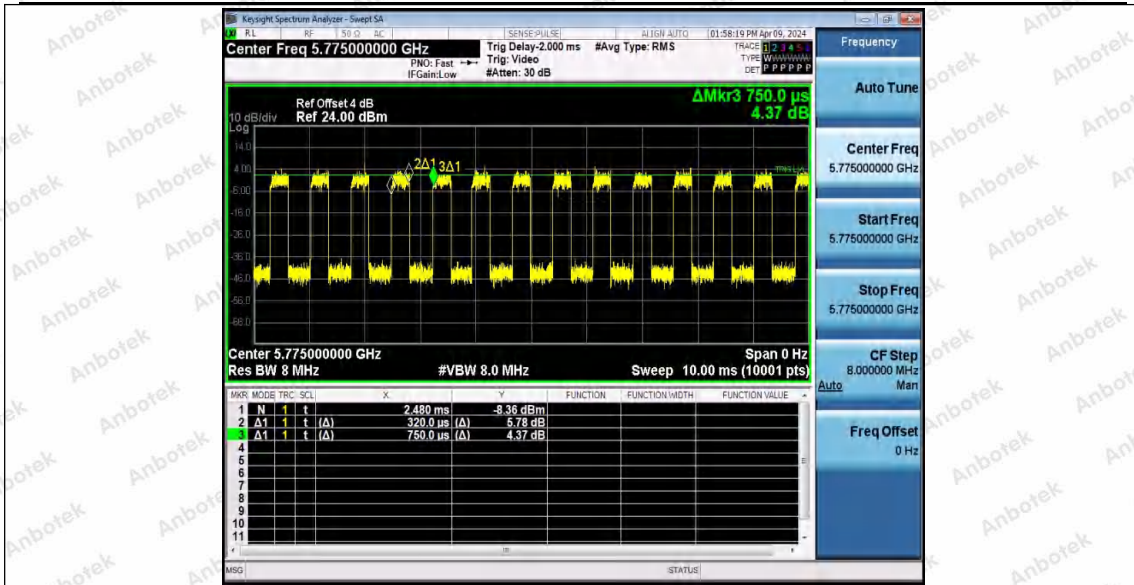 Keysight Spectrum Analyzer - Swept SA
RL RF 50 Ω AC SENSE:PULSE ALIGN AUTO 01:58:19 PM Apr 09, 2024
Center Freq 5.775000000 GHz Trig Delay-2.000 ms #Avg Type: RMS TRACE 1 2 3 4 5 6
PNO: Fast Trig: Video TYPE WWWWWW
IFGain:Low #Atten: 30 dB DET P P P P P P
ΔMkr3 750.0 µs
4.37 dB
Ref Offset 4 dB
10 dB/div Ref 24.00 dBm
Log
14.0
4.00
-6.00
-16.0
-26.0
-36.0
-46.0
-56.0
-66.0
2Δ1 3Δ1
Center 5.775000000 GHz Span 0 Hz
Res BW 8 MHz #VBW 8.0 MHz Sweep 10.00 ms (10001 pts)
MKR MODE TRC SCL X Y FUNCTION FUNCTION WIDTH FUNCTION VALUE
1 N 1 t 2.480 ms -8.36 dBm
2 Δ1 1 t (Δ) 320.0 µs (Δ) 5.78 dB
3 Δ1 1 t (Δ) 750.0 µs (Δ) 4.37 dB
4
5
6
7
8
9
10
11
MSG STATUS
Frequency
Auto Tune
Center Freq
5.775000000 GHz
Start Freq
5.775000000 GHz
Stop Freq
5.775000000 GHz
CF Step
8.000000 MHz
Auto Man
Freq Offset
0 Hz
Anbotek